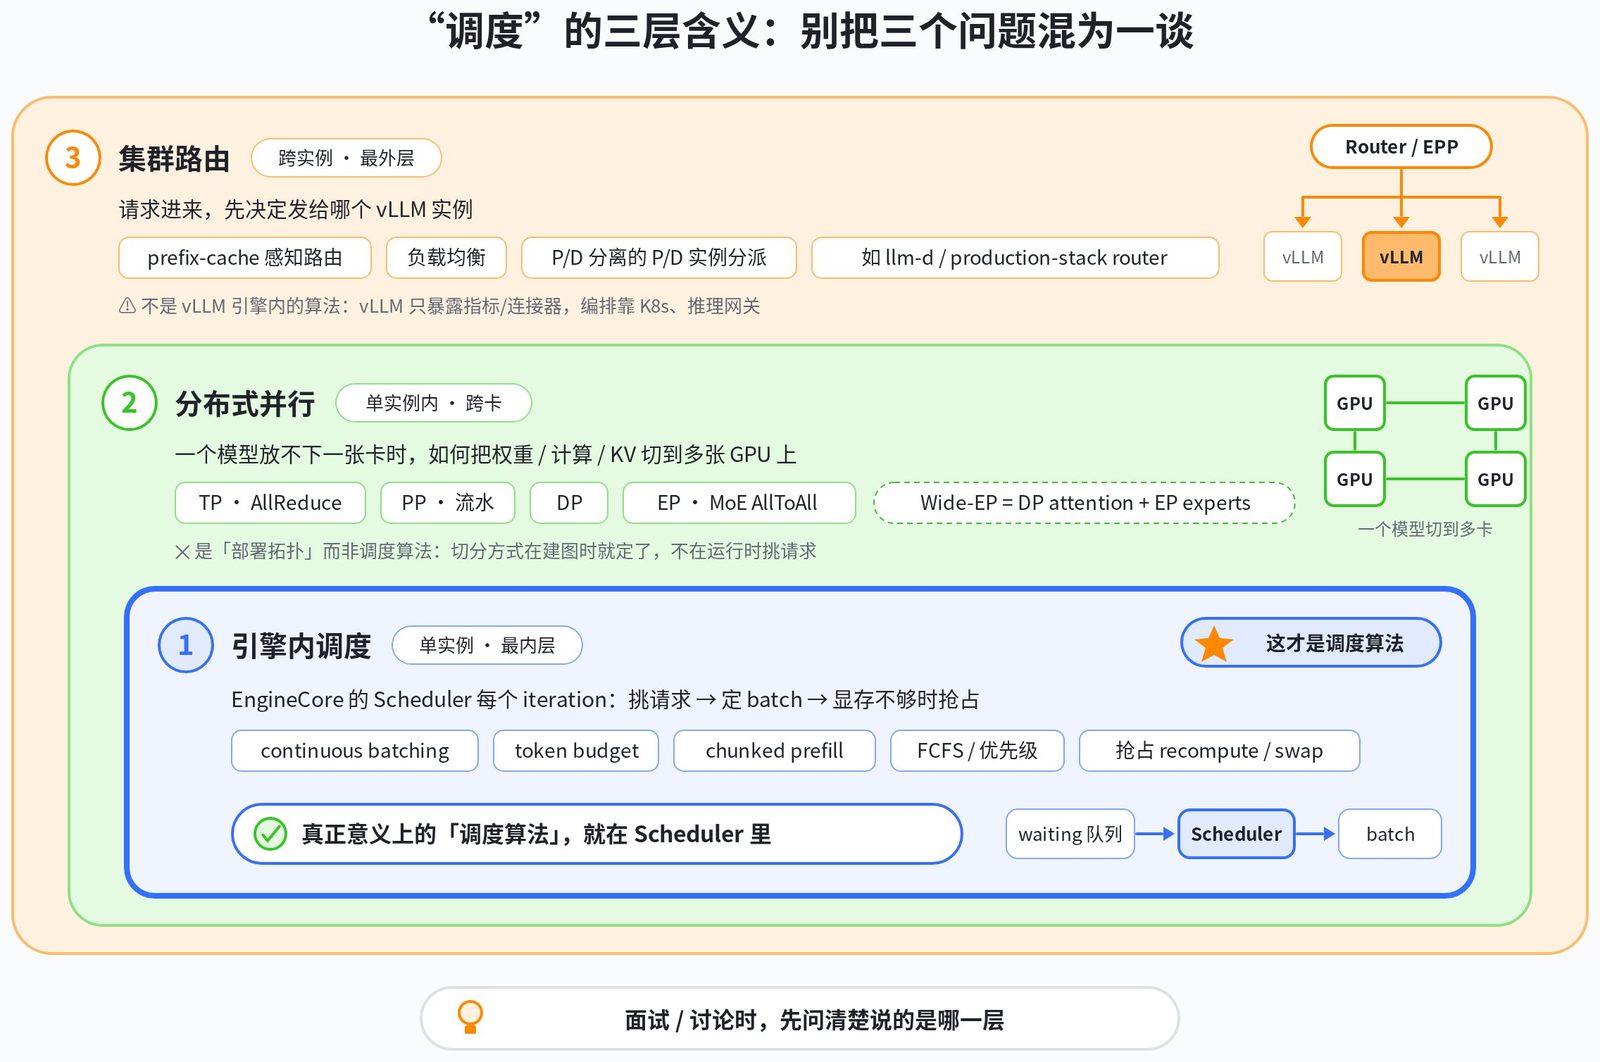 “调度”的三层含义：别把三个问题混为一谈
3 集群路由 跨实例 · 最外层
请求进来，先决定发给哪个 vLLM 实例
prefix-cache 感知路由 负载均衡 P/D 分离的 P/D 实例分派 如 llm-d / production-stack router
⚠ 不是 vLLM 引擎内的算法：vLLM 只暴露指标/连接器，编排靠 K8s、推理网关
Router / EPP
vLLM vLLM vLLM
2 分布式并行 单实例内 · 跨卡
一个模型放不下一张卡时，如何把权重 / 计算 / KV 切到多张 GPU 上
TP · AllReduce PP · 流水 DP EP · MoE AllToAll Wide-EP = DP attention + EP experts
✕ 是「部署拓扑」而非调度算法：切分方式在建图时就定了，不在运行时挑请求
GPU GPU
GPU GPU
一个模型切到多卡
1 引擎内调度 单实例 · 最内层
这才是调度算法
EngineCore 的 Scheduler 每个 iteration：挑请求 → 定 batch → 显存不够时抢占
continuous batching token budget chunked prefill FCFS / 优先级 抢占 recompute / swap
真正意义上的「调度算法」，就在 Scheduler 里
waiting 队列 Scheduler batch
面试 / 讨论时，先问清楚说的是哪一层